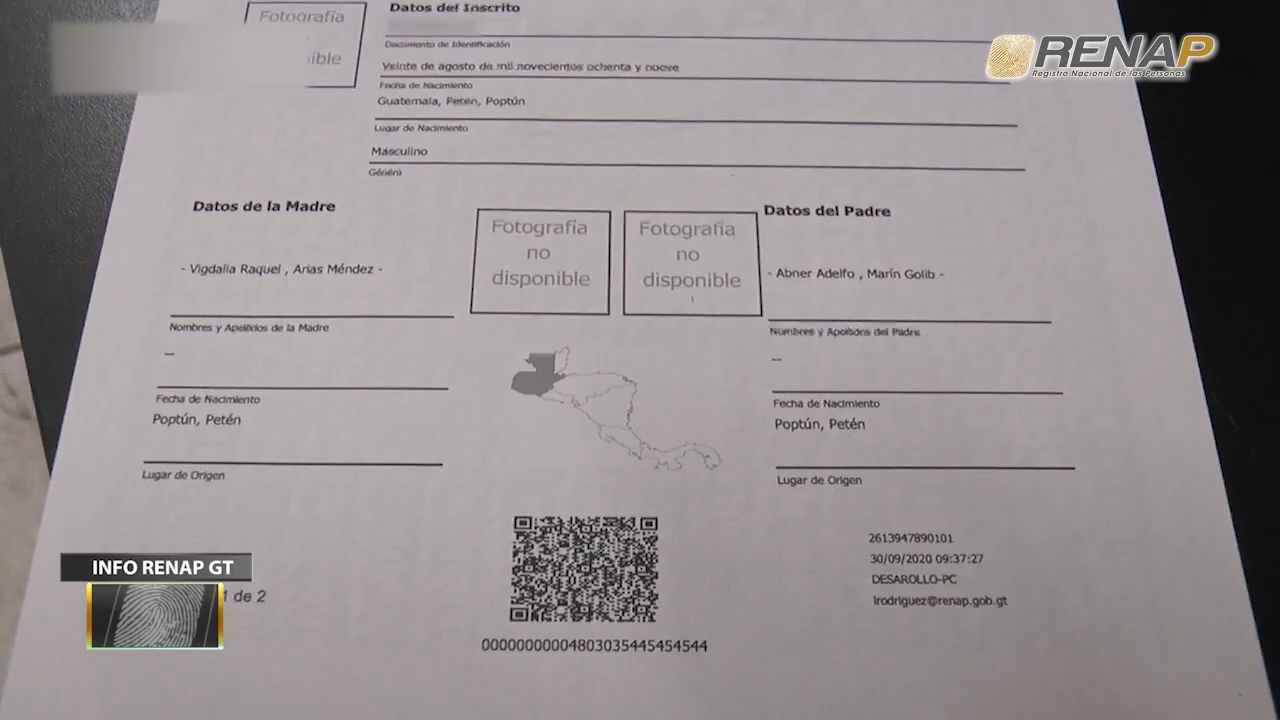 Fotografía
ible
Datos del Inscrito
Documento de Identificación
Veinte de agosto de mil novecientos ochenta y nueve
Fecha de Nacimiento
Guatemala, Petén, Poptún
Lugar de Nacimiento
Masculino
Género
RENAP
Registro Nacional de las Personas
Datos de la Madre
Fotografía
no
disponible
Fotografía
no
disponible
Datos del Padre
- Vigdalia Raquel , Arias Méndez -
- Abner Adelfo , Marín Golib -
Nombres y Apellidos de la Madre
Nombres y Apellidos del Padre
--
--
Fecha de Nacimiento
Fecha de Nacimiento
Poptún, Petén
Poptún, Petén
Lugar de Origen
Lugar de Origen
2613947890101
30/09/2020 09:37:27
DESAROLLO-PC
lrodriguez@renap.gob.gt
INFO RENAP GT
1 de 2
00000000004803035445454544